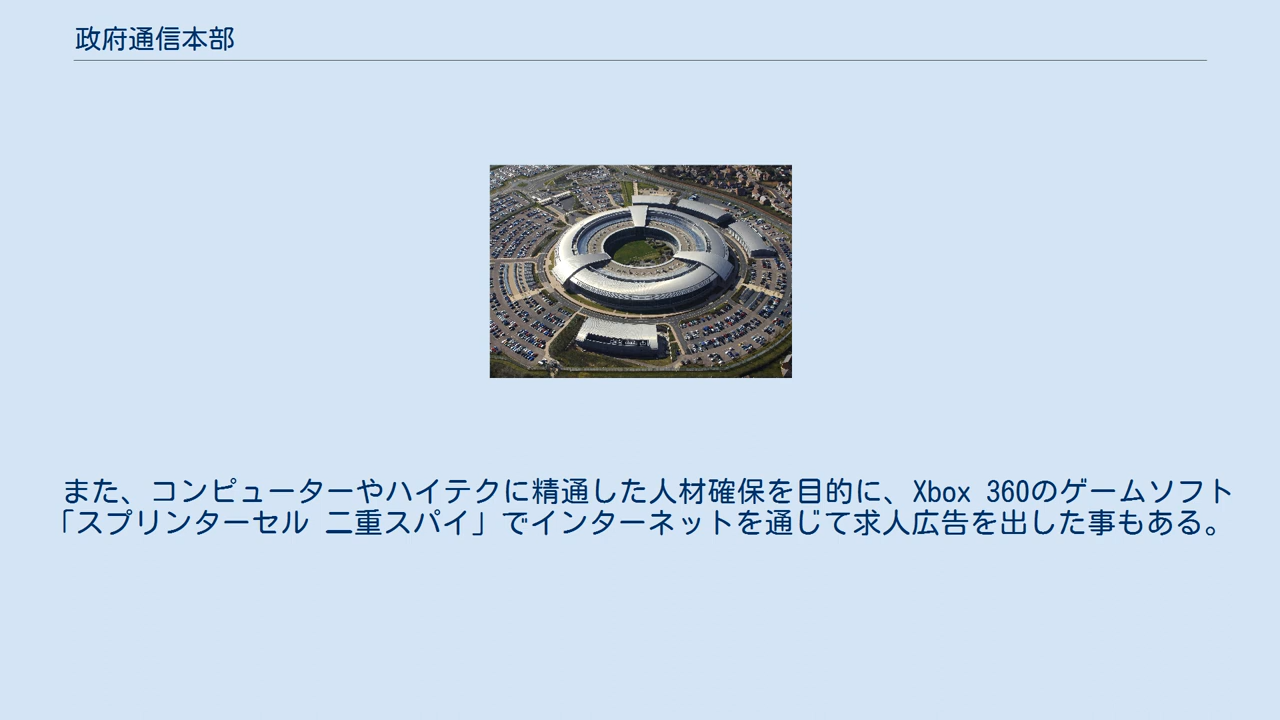 政府通信本部
また、コンピューターやハイテクに精通した人材確保を目的に、Xbox 360のゲームソフト
「スプリンターセル 二重スパイ」でインターネットを通じて求人広告を出した事もある。